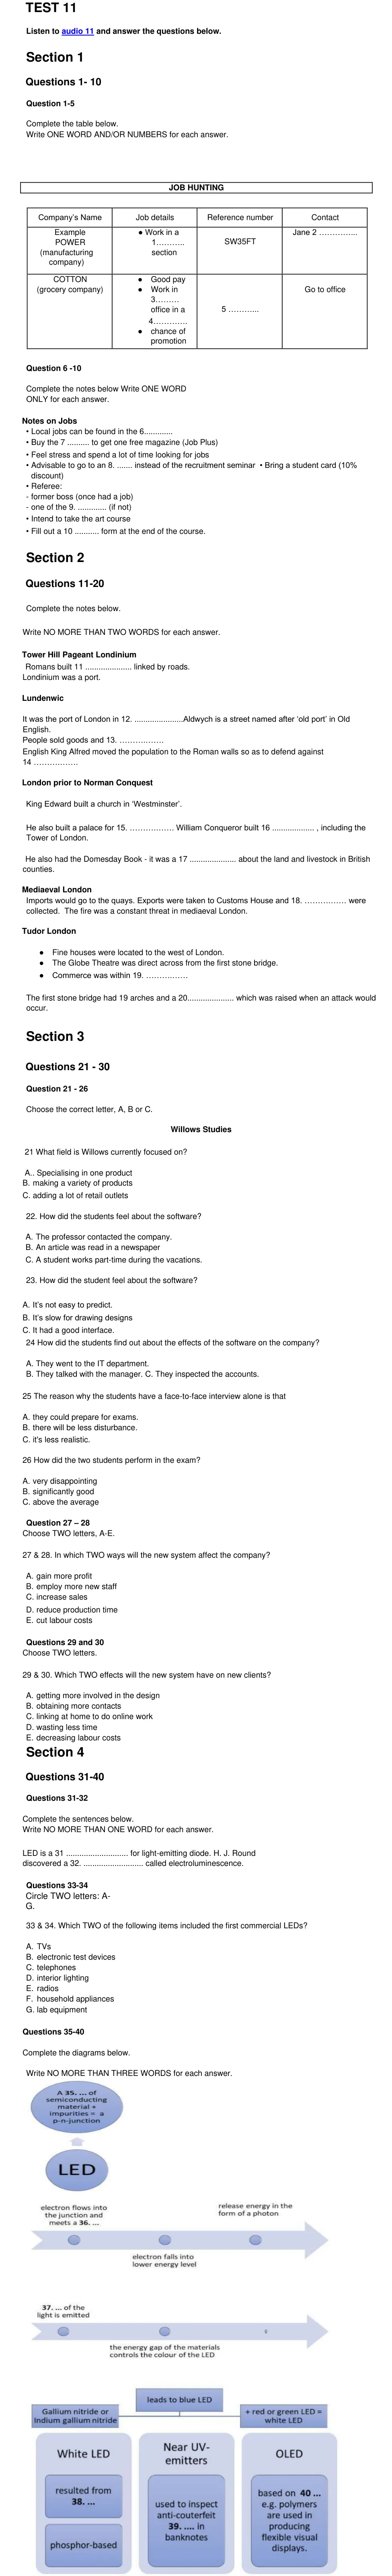 TEST 11
Listen to audio 11 and answer the questions below.
Section 1
Questions 1- 10
Question 1-5
Complete the table below.
Write ONE WORD AND/OR NUMBERS for each answer.
JOB HUNTING
Company's Name
Job details
Reference number
Contact
Example
POWER
(manufacturing
company)
● Work in a
1……….
section
SW35FT
Jane 2 …………...
COTTON
(grocery company)
● Good pay
● Work in
3………
office in a
4………….
● chance of
promotion
5 ………...
Go to office
Question 6 -10
Complete the notes below Write ONE WORD
ONLY for each answer.
Notes on Jobs
• Local jobs can be found in the 6.............
• Buy the 7 .......... to get one free magazine (Job Plus)
• Feel stress and spend a lot of time looking for jobs
• Advisable to go to an 8. ....... instead of the recruitment seminar • Bring a student card (10%
discount)
• Referee:
- former boss (once had a job)
- one of the 9. ............. (if not)
• Intend to take the art course
• Fill out a 10 ........... form at the end of the course.
Section 2
Questions 11-20
Complete the notes below.
Write NO MORE THAN TWO WORDS for each answer.
Tower Hill Pageant Londinium
Romans built 11 ..................... linked by roads.
Londinium was a port.
Lundenwic
It was the port of London in 12. ......................Aldwych is a street named after 'old port' in Old
English.
People sold goods and 13. ………………
English King Alfred moved the population to the Roman walls so as to defend against
14 ………………
London prior to Norman Conquest
King Edward built a church in 'Westminster'.
He also built a palace for 15. ……………… William Conqueror built 16 ................... , including the
Tower of London.
He also had the Domesday Book - it was a 17 ..................... about the land and livestock in British
counties.
Mediaeval London
Imports would go to the quays. Exports were taken to Customs House and 18. ……………… were
collected. The fire was a constant threat in mediaeval London.
Tudor London
● Fine houses were located to the west of London.
● The Globe Theatre was direct across from the first stone bridge.
● Commerce was within 19. ………………
The first stone bridge had 19 arches and a 20..................... which was raised when an attack would
occur.
Section 3
Questions 21 - 30
Question 21 - 26
Choose the correct letter, A, B or C.
Willows Studies
21 What field is Willows currently focused on?
A.. Specialising in one product
B. making a variety of products
C. adding a lot of retail outlets
22. How did the students feel about the software?
A. The professor contacted the company.
B. An article was read in a newspaper
C. A student works part-time during the vacations.
23. How did the student feel about the software?
A. It's not easy to predict.
B. It's slow for drawing designs
C. It had a good interface.
24 How did the students find out about the effects of the software on the company?
A. They went to the IT department.
B. They talked with the manager. C. They inspected the accounts.
25 The reason why the students have a face-to-face interview alone is that
A. they could prepare for exams.
B. there will be less disturbance.
C. it's less realistic.
26 How did the two students perform in the exam?
A. very disappointing
B. significantly good
C. above the average
Question 27 – 28
Choose TWO letters, A-E.
27 & 28. In which TWO ways will the new system affect the company?
A. gain more profit
B. employ more new staff
C. increase sales
D. reduce production time
E. cut labour costs
Questions 29 and 30
Choose TWO letters.
29 & 30. Which TWO effects will the new system have on new clients?
A. getting more involved in the design
B. obtaining more contacts
C. linking at home to do online work
D. wasting less time
E. decreasing labour costs
Section 4
Questions 31-40
Questions 31-32
Complete the sentences below.
Write NO MORE THAN ONE WORD for each answer.
LED is a 31 ............................ for light-emitting diode. H. J. Round
discovered a 32. ........................... called electroluminescence.
Questions 33-34
Circle TWO letters: A-
G.
33 & 34. Which TWO of the following items included the first commercial LEDs?
A. TVs
B. electronic test devices
C. telephones
D. interior lighting
E. radios
F. household appliances
G. lab equipment
Questions 35-40
Complete the diagrams below.
Write NO MORE THAN THREE WORDS for each answer.
A 35. ... of
semiconducting
material +
impurities = a
p-n-junction
LED
electron flows into
the junction and
meets a 36. ...
electron falls into
lower energy level
release energy in the
form of a photon
37. ... of the
light is emitted
the energy gap of the materials
controls the colour of the LED
leads to blue LED
Gallium nitride or
Indium gallium nitride
+ red or green LED =
white LED
White LED
resulted from
38. ...
phosphor-based
Near UV-
emitters
used to inspect
anti-couterfeit
39. .... in
banknotes
OLED
based on 40 ...
e.g. polymers
are used in
producing
flexible visual
displays.